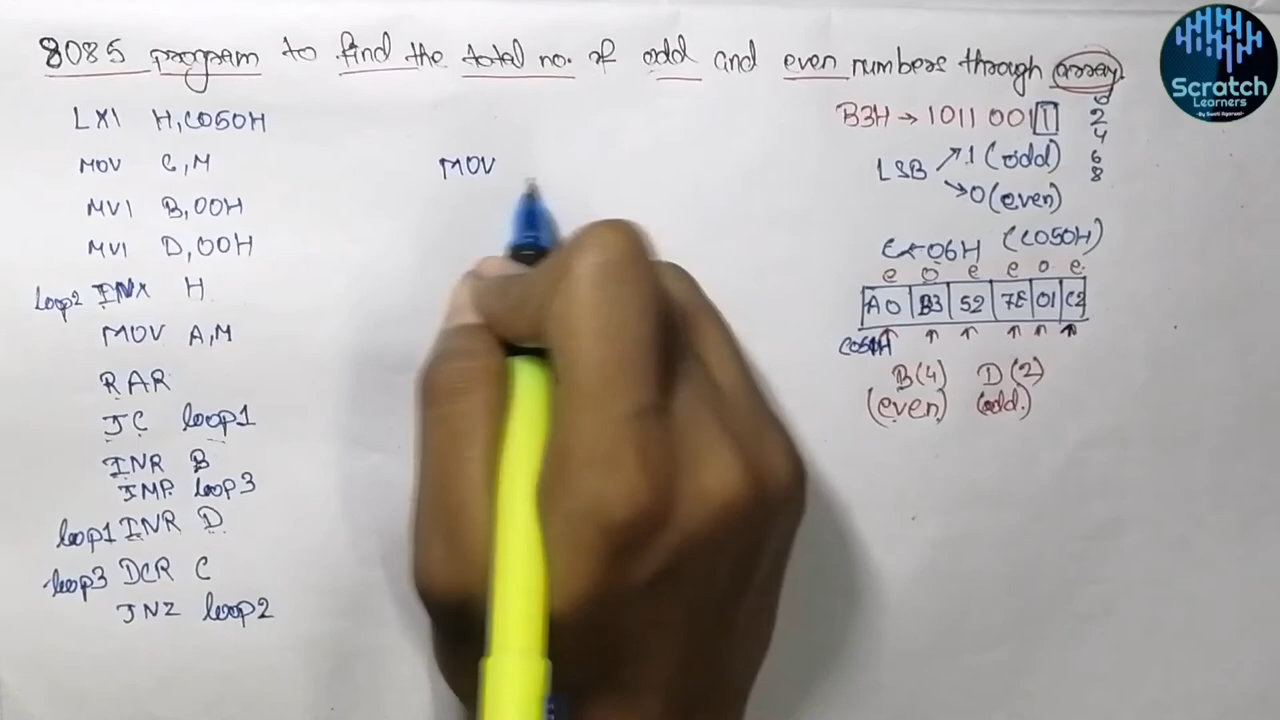 8085 program to find the total no. of odd and even numbers through array.
LXI H, C050H
MOV C, M
MVI B, 00H
MVI D, 00H
loop2 INX H
MOV A, M
RAR
JC loop1
INR B
JMP loop3
loop1 INR D
loop3 DCR C
JNZ loop2
MOV
B3H → 1011 0011
LSB 1 (odd)
0 (even)
0
2
4
6
8
C ← 06H (C050H)
e o e e o e
A0 B3 52 7E 01 C2
B(4) D(2)
(even) (odd)
Scratch
Learners
-By Swati Agarwal-